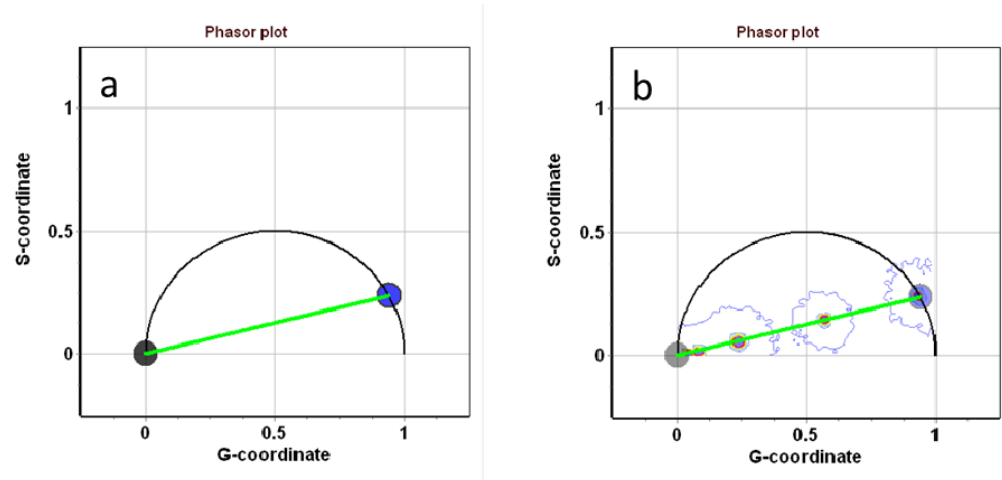 Phasor plot
a
1
0.5
0
0 0.5 1
S-coordinate
G-coordinate
Phasor plot
b
1
0.5
0
0 0.5 1
S-coordinate
G-coordinate